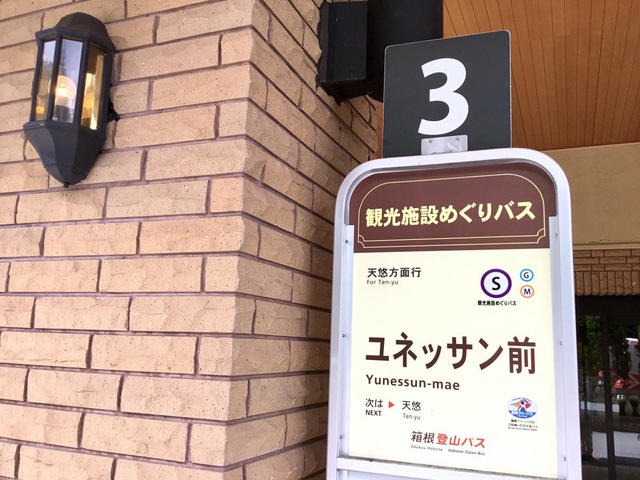 3
観光施設めぐりバス
天悠方面行
For Ten-yu
S
G
M
観光施設めぐりバス
ユネッサン前
Yunessun-mae
次は ▶ 天悠
NEXT Ten-yu
箱根登山バス
Odakyu Hakone Hakone Tozan Bus